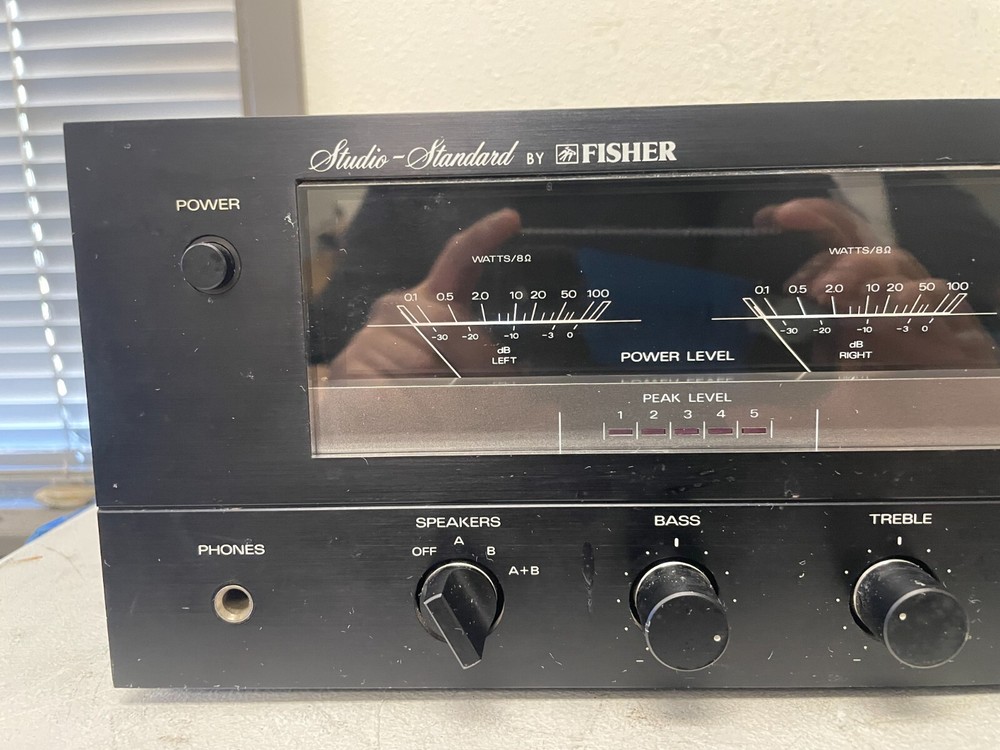 Studio-Standard BY FISHER
POWER
WATTS/8Ω
0.1 0.5 2.0 10 20 50 100
-30 -20 -10 -3 0
dB
LEFT
WATTS/8Ω
0.1 0.5 2.0 10 20 50 100
-30 -20 -10 -3 0
dB
RIGHT
POWER LEVEL
PEAK LEVEL
1 2 3 4 5
PHONES
SPEAKERS
OFF A B A+B
BASS
TREBLE